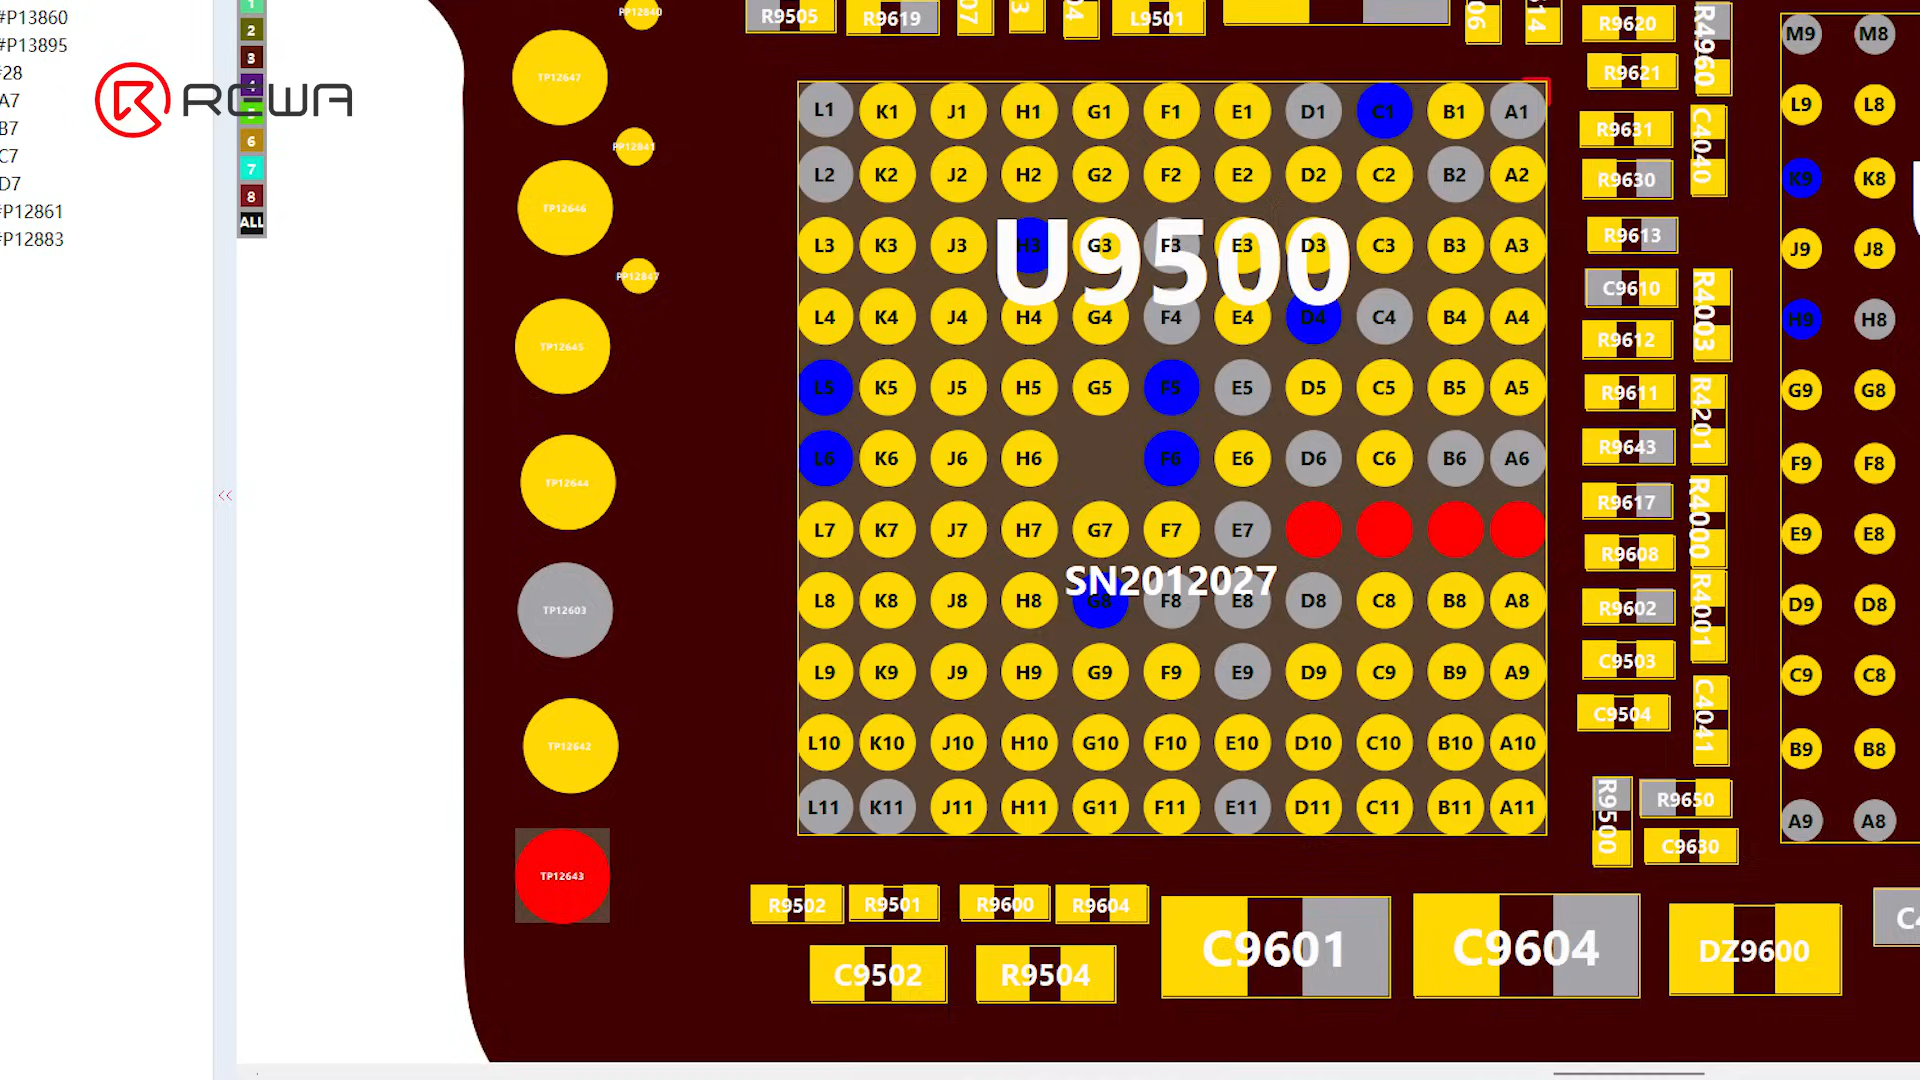 #P13860
#P13895
#28
A7
B7
C7
D7
#P12861
#P12883
REWA
1
2
3
4
5
6
7
8
ALL
<<
PP12840
R9505 R9619 L9501
TP12647
PP12841
TP12646
PP12847
TP12645
TP12644
TP12603
TP12642
TP12643
L1 K1 J1 H1 G1 F1 E1 D1 C1 B1 A1
L2 K2 J2 H2 G2 F2 E2 D2 C2 B2 A2
L3 K3 J3 H3 G3 F3 E3 D3 C3 B3 A3
U9500
L4 K4 J4 H4 G4 F4 E4 D4 C4 B4 A4
L5 K5 J5 H5 G5 F5 E5 D5 C5 B5 A5
L6 K6 J6 H6 F6 E6 D6 C6 B6 A6
L7 K7 J7 H7 G7 F7 E7
SN2012027
L8 K8 J8 H8 G8 F8 E8 D8 C8 B8 A8
L9 K9 J9 H9 G9 F9 E9 D9 C9 B9 A9
L10 K10 J10 H10 G10 F10 E10 D10 C10 B10 A10
L11 K11 J11 H11 G11 F11 E11 D11 C11 B11 A11
R9502 R9501 R9600 R9604
C9502 R9504 C9601 C9604 DZ9600
R9620
R9621
R9631
R9630
R9613
C9610
R9612
R9611
R9643
R9617
R9608
R9602
C9503
C9504
R9500
R9650
C9630
R4960
C4040
R4003
R4201
R4000
R4001
C4041
M9 M8
L9 L8
K9 K8
J9 J8
H9 H8
G9 G8
F9 F8
E9 E8
D9 D8
C9 C8
B9 B8
A9 A8